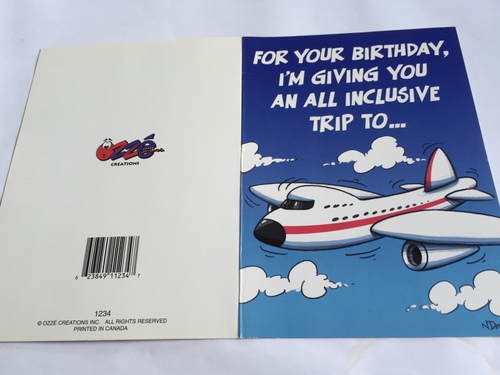 OZZÉ
CREATIONS
6 23849 11234 7
1234
© OZZÉ CREATIONS INC. ALL RIGHTS RESERVED
PRINTED IN CANADA
FOR YOUR BIRTHDAY,
I'M GIVING YOU
AN ALL INCLUSIVE
TRIP TO...